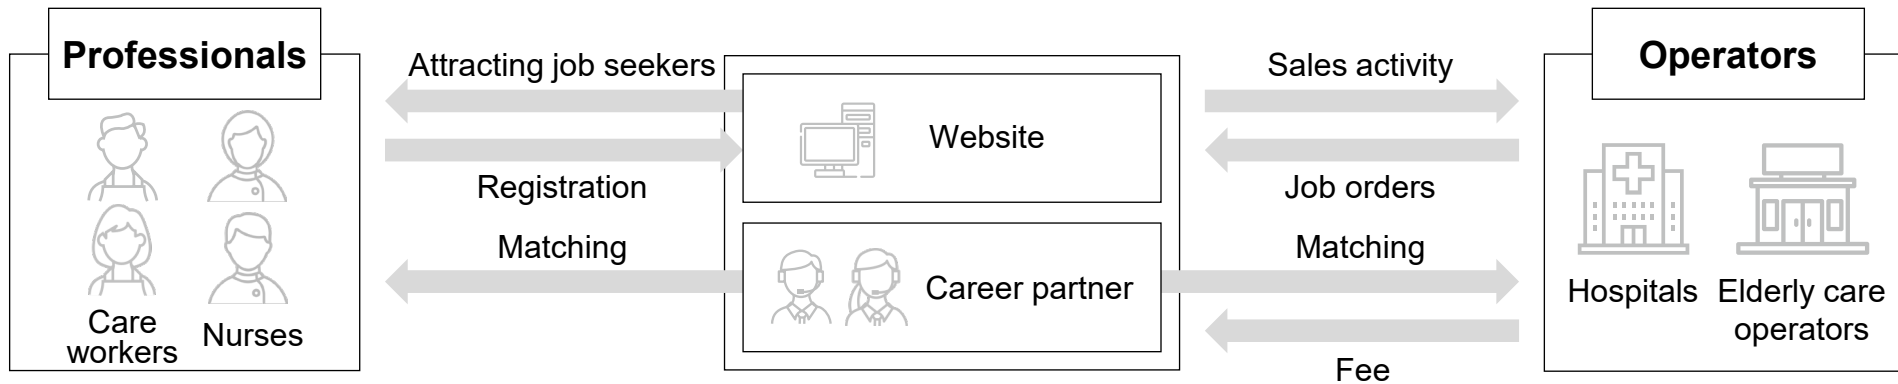 Professionals
Care
workers
Nurses
Attracting job seekers
Registration
Matching
Website
Career partner
Sales activity
Job orders
Matching
Fee
Operators
Hospitals
Elderly care
operators